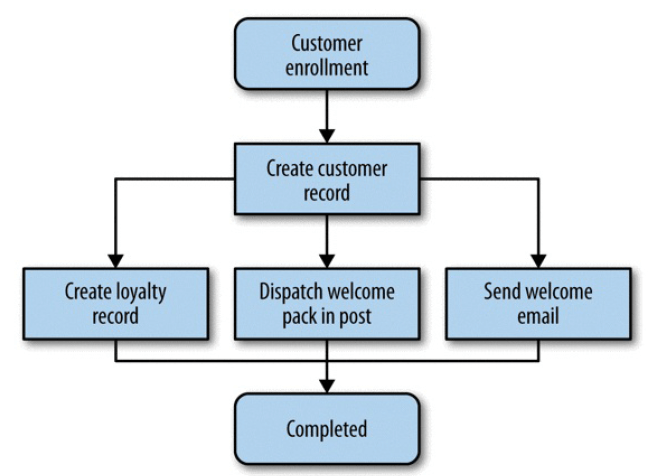 Customer
enrollment
Create customer
record
Create loyalty
record
Dispatch welcome
pack in post
Send welcome
email
Completed